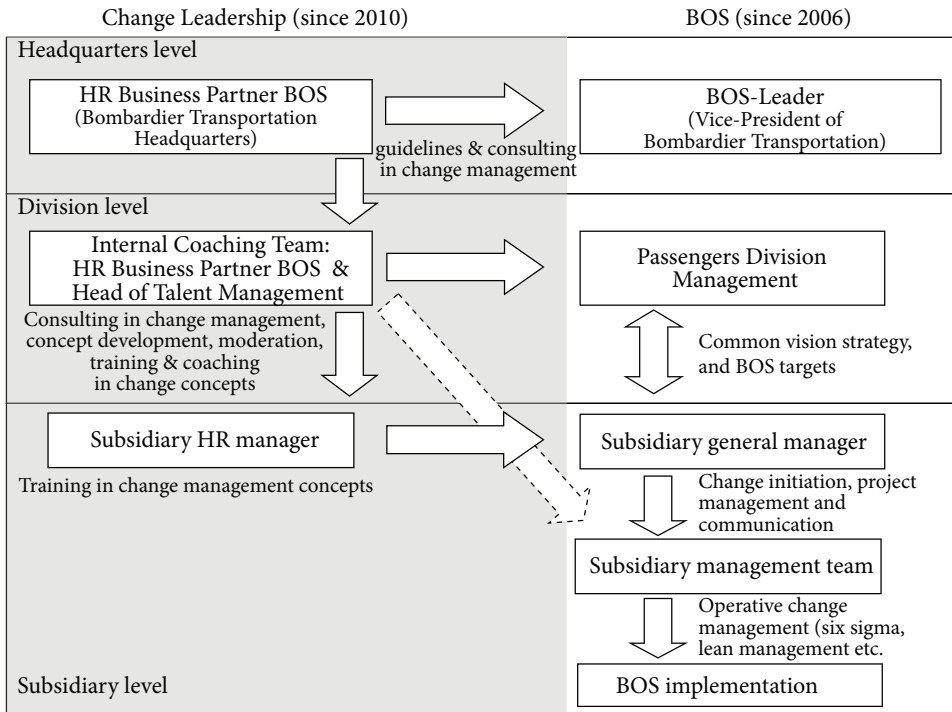 Change Leadership (since 2010)
BOS (since 2006)
Headquarters level
HR Business Partner BOS
(Bombardier Transportation
Headquarters)
guidelines & consulting
in change management
BOS-Leader
(Vice-President of
Bombardier Transportation)
Division level
Internal Coaching Team:
HR Business Partner BOS &
Head of Talent Management
Consulting in change management,
concept development, moderation,
training & coaching
in change concepts
Passengers Division
Management
Common vision strategy,
and BOS targets
Subsidiary HR manager
Training in change management concepts
Subsidiary general manager
Change initiation, project
management and
communication
Subsidiary management team
Operative change
management (six sigma,
lean management etc.
BOS implementation
Subsidiary level